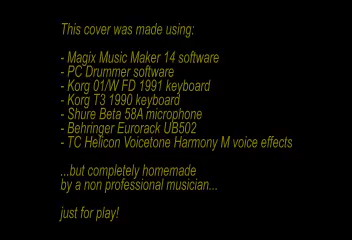 This cover was made using:
- Magix Music Maker 14 software
- PC Drummer software
- Korg 01/W FD 1991 keyboard
- Korg T3 1990 keyboard
- Shure Beta 58A microphone
- Behringer Eurorack UB502
- TC Helicon Voicetone Harmony M voice effects
...but completely homemade
by a non professional musician...
just for play!